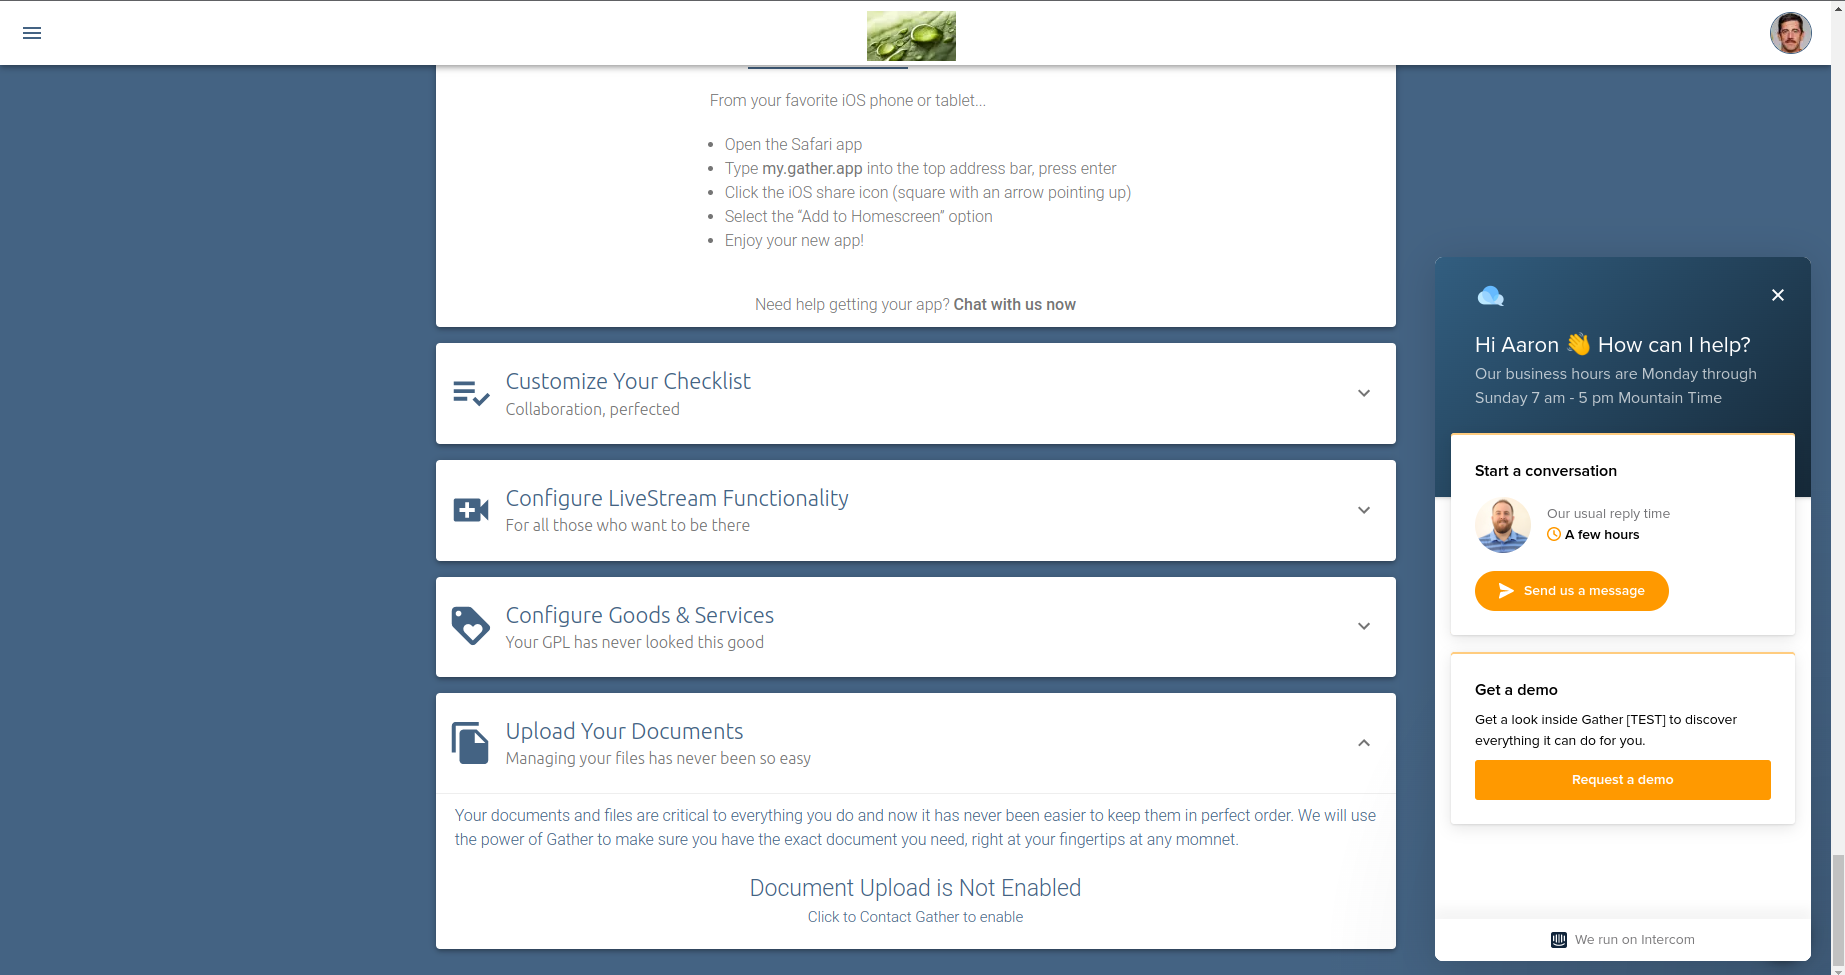 From your favorite iOS phone or tablet...
Open the Safari app
Type my.gather.app into the top address bar, press enter
Click the iOS share icon (square with an arrow pointing up)
Select the “Add to Homescreen” option
Enjoy your new app!
Need help getting your app? Chat with us now
Customize Your Checklist
Collaboration, perfected
Configure LiveStream Functionality
For all those who want to be there
Configure Goods & Services
Your GPL has never looked this good
Upload Your Documents
Managing your files has never been so easy
Your documents and files are critical to everything you do and now it has never been easier to keep them in perfect order. We will use
the power of Gather to make sure you have the exact document you need, right at your fingertips at any momnet.
Document Upload is Not Enabled
Click to Contact Gather to enable
Hi Aaron 👋 How can I help?
Our business hours are Monday through
Sunday 7 am - 5 pm Mountain Time
Start a conversation
Our usual reply time
A few hours
Send us a message
Get a demo
Get a look inside Gather [TEST] to discover
everything it can do for you.
Request a demo
We run on Intercom